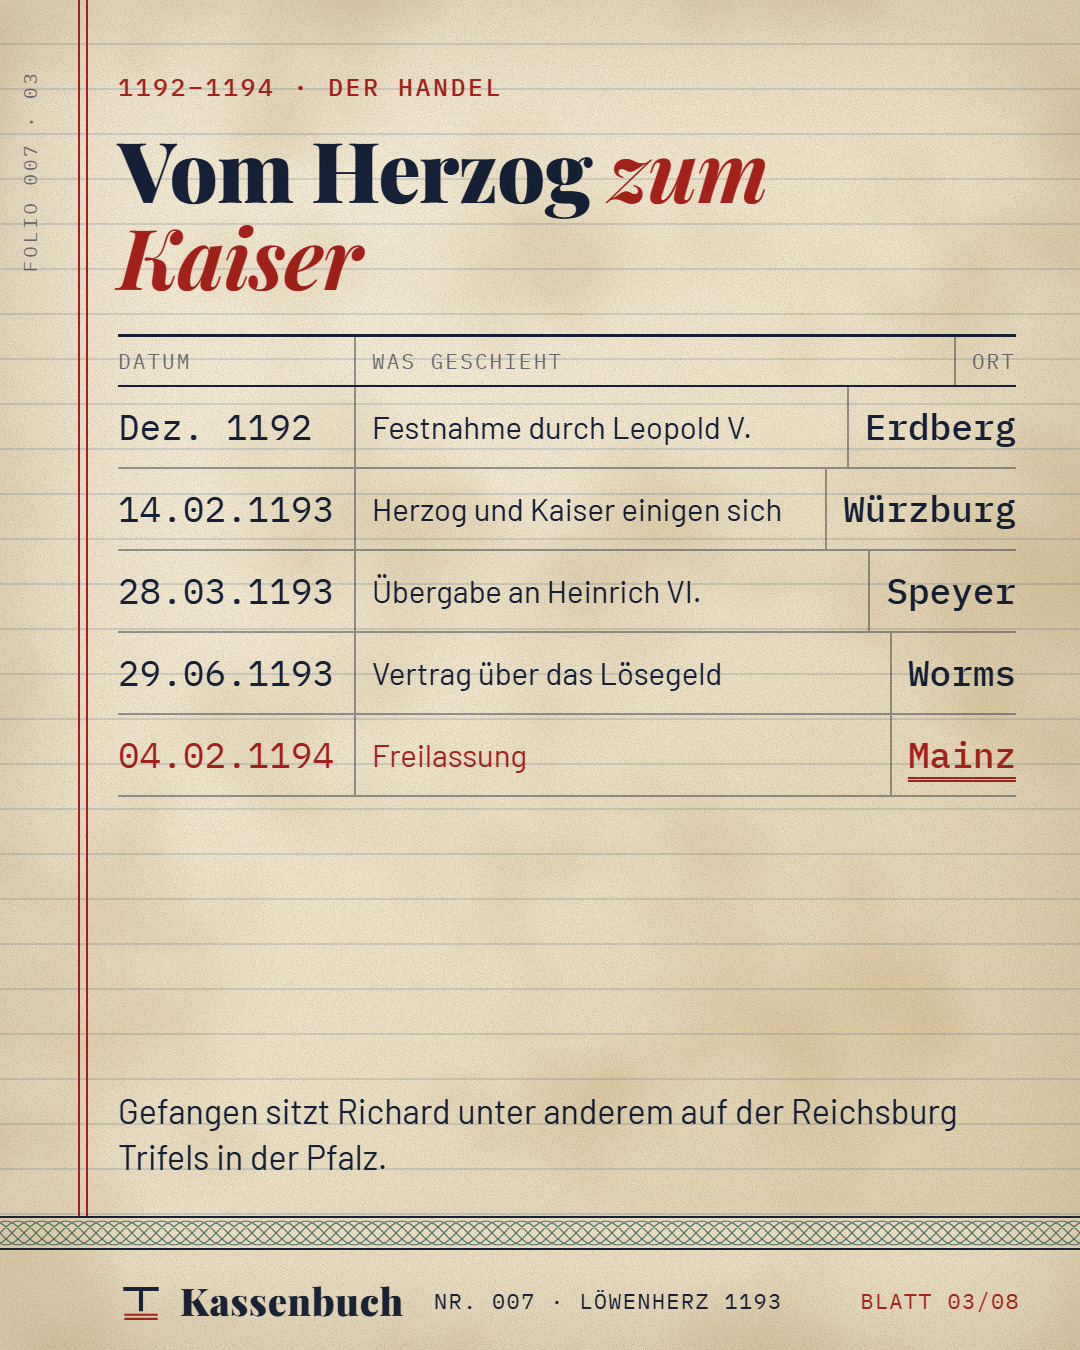 FOLIO 007 · 03
1192–1194 · DER HANDEL
Vom Herzog zum
Kaiser
DATUM WAS GESCHIEHT ORT
Dez. 1192 Festnahme durch Leopold V. Erdberg
14.02.1193 Herzog und Kaiser einigen sich Würzburg
28.03.1193 Übergabe an Heinrich VI. Speyer
29.06.1193 Vertrag über das Lösegeld Worms
04.02.1194 Freilassung Mainz
Gefangen sitzt Richard unter anderem auf der Reichsburg
Trifels in der Pfalz.
Kassenbuch NR. 007 · LÖWENHERZ 1193 BLATT 03/08